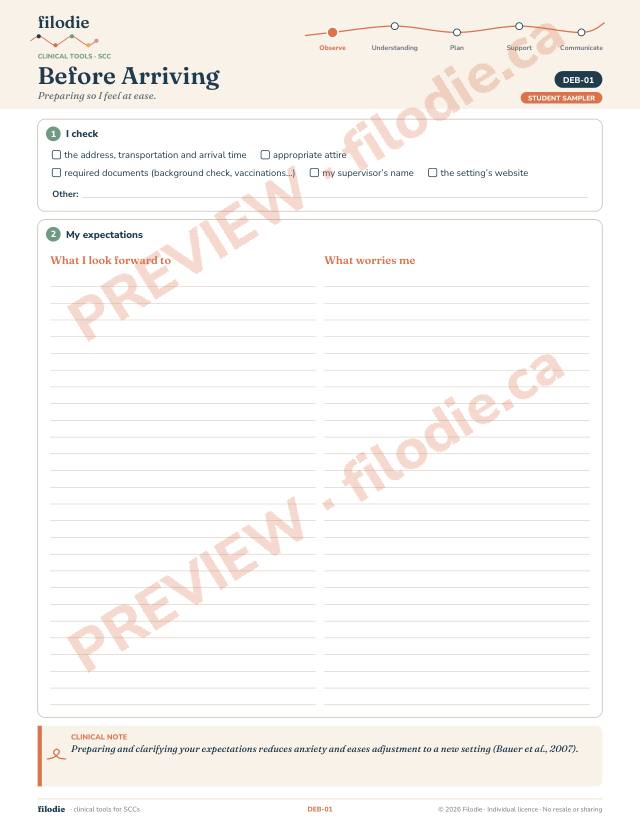 filodie
CLINICAL TOOLS · SCC
Before Arriving
Preparing so I feel at ease.
Observe Understanding Plan Support Communicate
DEB-01
STUDENT SAMPLER
1 I check
the address, transportation and arrival time appropriate attire
required documents (background check, vaccinations...) my supervisor's name the setting's website
Other:
2 My expectations
What I look forward to What worries me
PREVIEW · filodie.ca
PREVIEW · filodie.ca
CLINICAL NOTE
Preparing and clarifying your expectations reduces anxiety and eases adjustment to a new setting (Bauer et al., 2007).
filodie · clinical tools for SCCs DEB-01 © 2026 Filodie · Individual licence · No resale or sharing